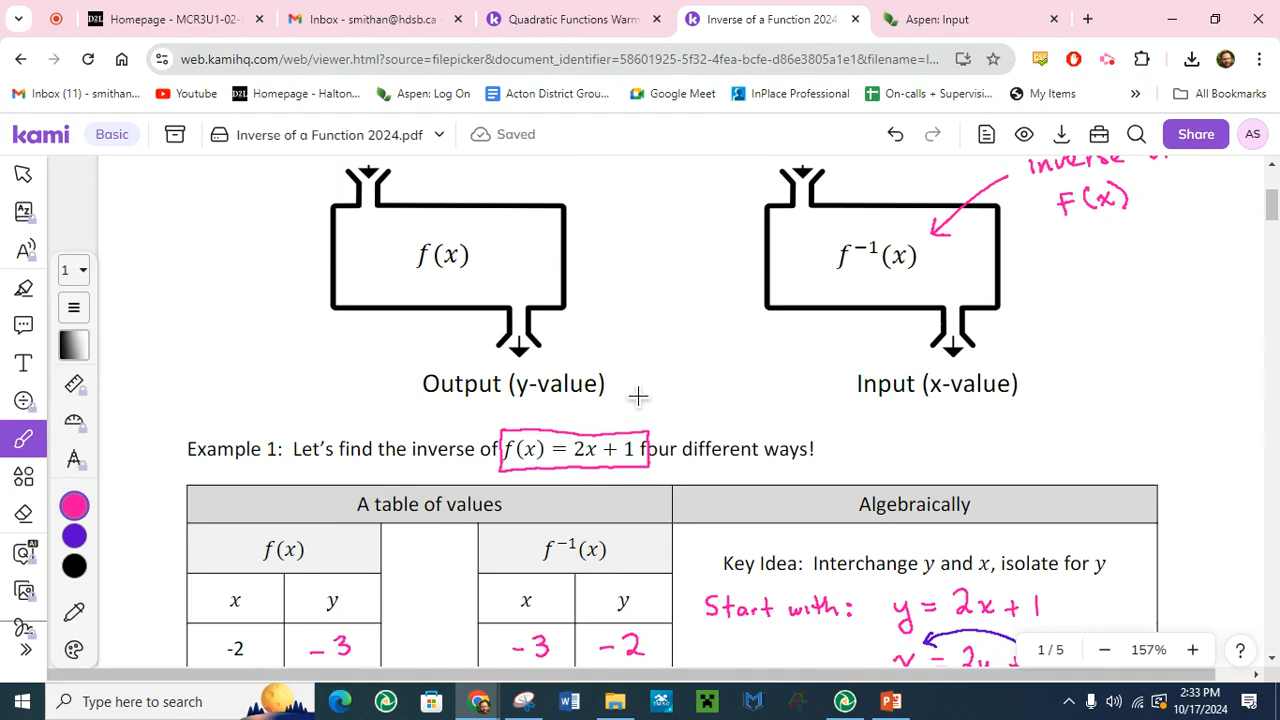 Homepage - MCR3U1-02-
Inbox - smithan@hdsb.ca
Quadratic Functions Warm
Inverse of a Function 2024
Aspen: Input
web.kamihq.com/web/viewer.html?source=filepicker&document_identifier=58601925-5f32-4fea-bcfe-d86e3805a1e1&filename=I...
Inbox (11) - smithan...
Youtube
Homepage - Halton...
Aspen: Log On
Acton District Grou...
Google Meet
InPlace Professional
On-calls + Supervisi...
My Items
All Bookmarks
kami
Basic
Inverse of a Function 2024.pdf
Saved
Share
AS
inverse
f(x)
f(x)
f⁻¹(x)
Output (y-value)
Input (x-value)
Example 1: Let's find the inverse of f(x) = 2x + 1 four different ways!
A table of values
Algebraically
f(x)
f⁻¹(x)
Key Idea: Interchange y and x, isolate for y
x y x y
Start with: y = 2x + 1
-2 -3 -3 -2
1
1 / 5
157%
Type here to search
2:33 PM
10/17/2024